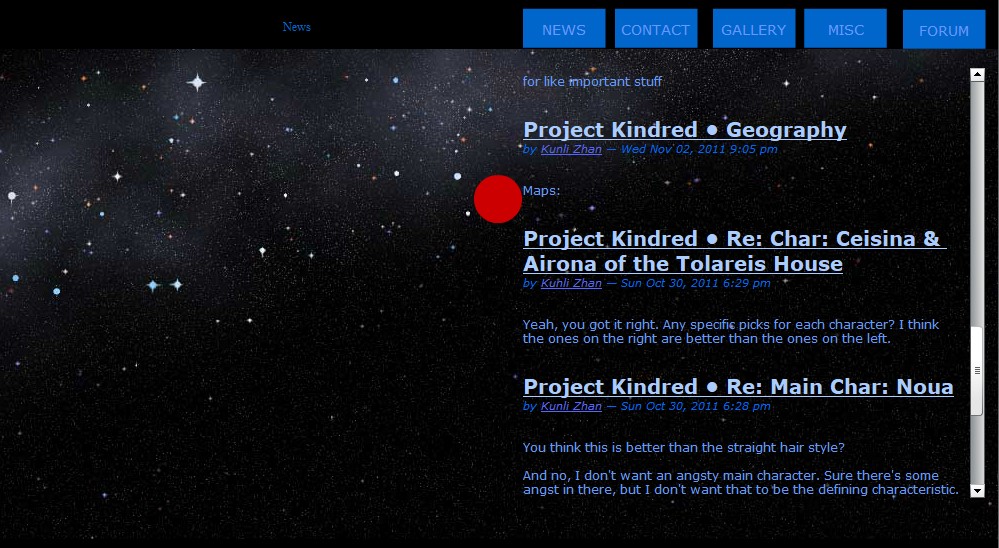 News
NEWS
CONTACT
GALLERY
MISC
FORUM
for like important stuff
Project Kindred • Geography
by Kunli Zhan — Wed Nov 02, 2011 9:05 pm
Maps:
Project Kindred • Re: Char: Ceisina &
Airona of the Tolareis House
by Kuhli Zhan — Sun Oct 30, 2011 6:29 pm
Yeah, you got it right. Any specific picks for each character? I think
the ones on the right are better than the ones on the left.
Project Kindred • Re: Main Char: Noua
by Kunli Zhan — Sun Oct 30, 2011 6:28 pm
You think this is better than the straight hair style?
And no, I don't want an angsty main character. Sure there's some
angst in there, but I don't want that to be the defining characteristic.